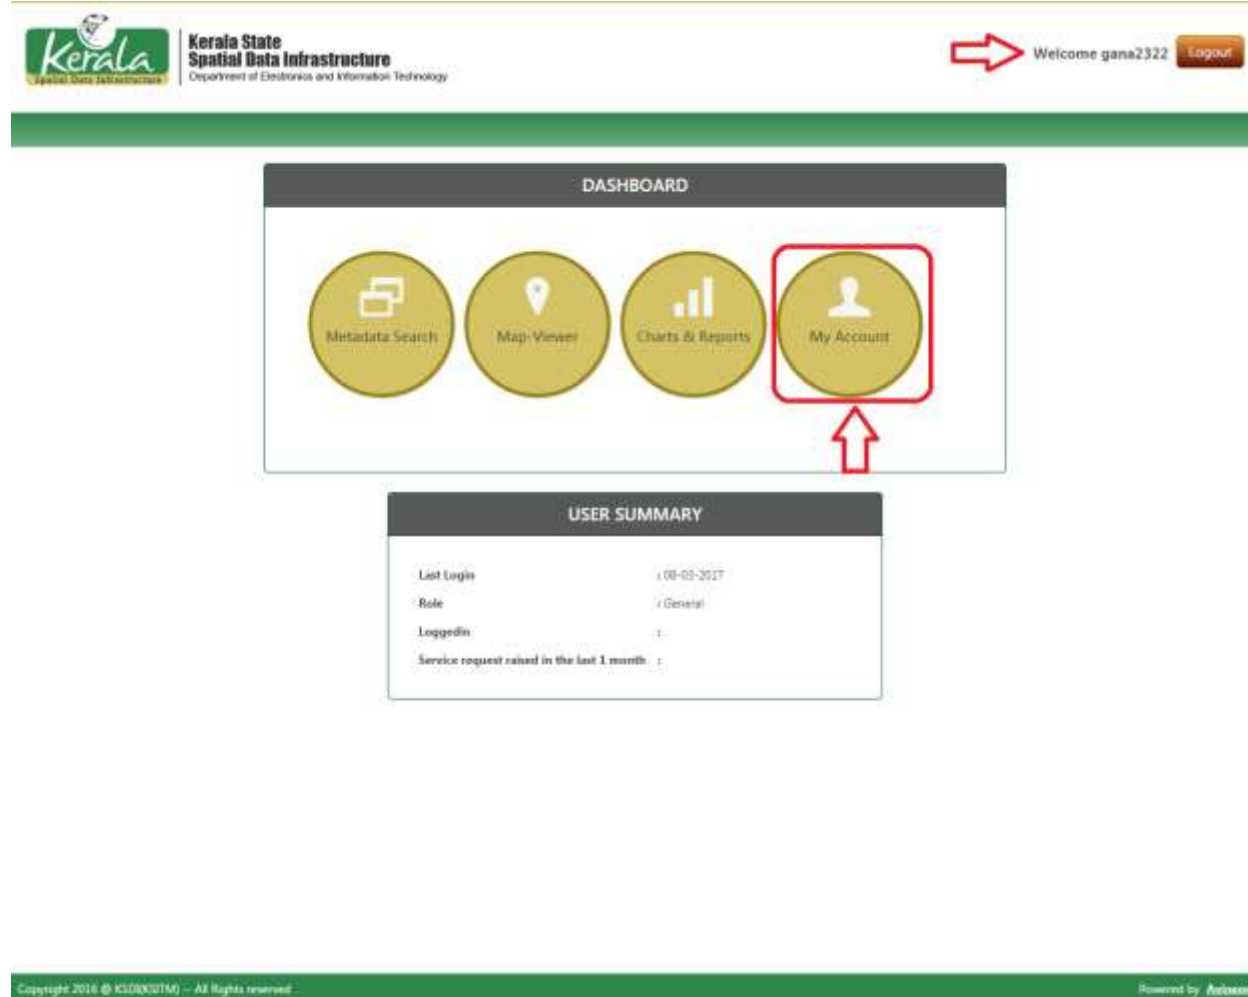 Kerala
Spatial Data Infrastructure
Kerala State
Spatial Data Infrastructure
Department of Electronics and Information Technology
Welcome gana2322
Logout
DASHBOARD
Metadata Search
Map-Viewer
Charts & Reports
My Account
USER SUMMARY
Last Login : 08-03-2017
Role : General
Loggedin :
Service request raised in the last 1 month :
Copyright 2016 @ KSDI(KSITM) -- All Rights reserved
Powered by